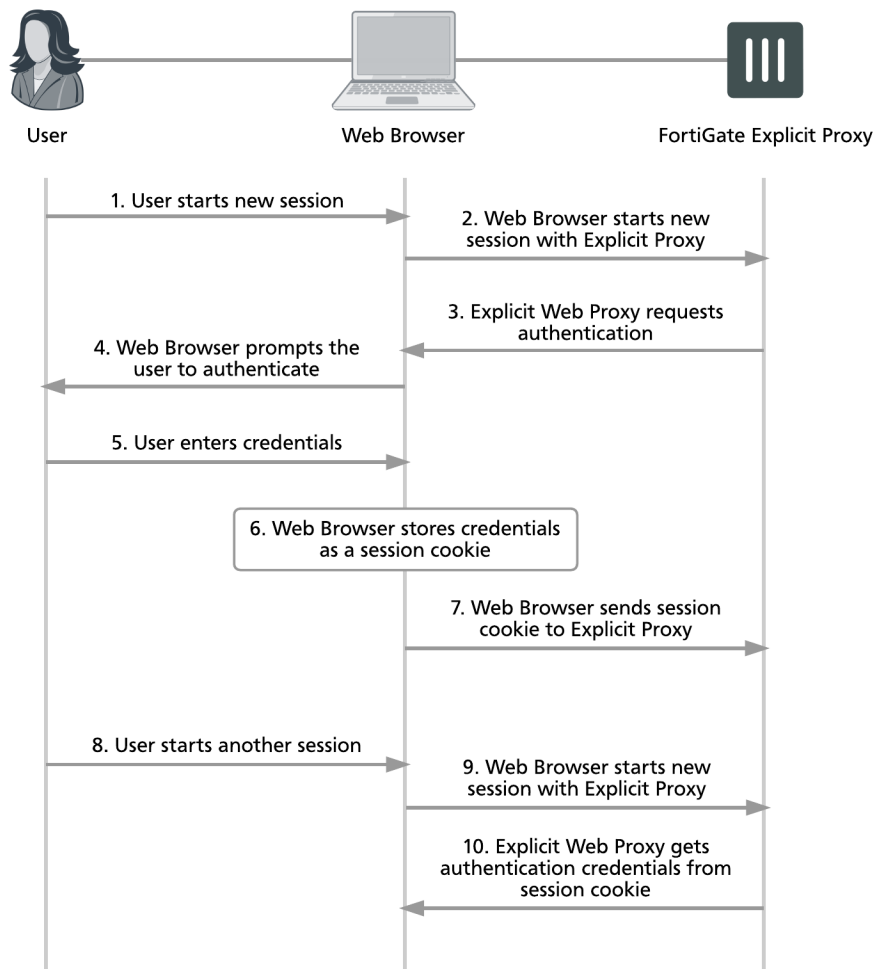 User
Web Browser
FortiGate Explicit Proxy
1. User starts new session
2. Web Browser starts new
session with Explicit Proxy
3. Explicit Web Proxy requests
authentication
4. Web Browser prompts the
user to authenticate
5. User enters credentials
6. Web Browser stores credentials
as a session cookie
7. Web Browser sends session
cookie to Explicit Proxy
8. User starts another session
9. Web Browser starts new
session with Explicit Proxy
10. Explicit Web Proxy gets
authentication credentials from
session cookie